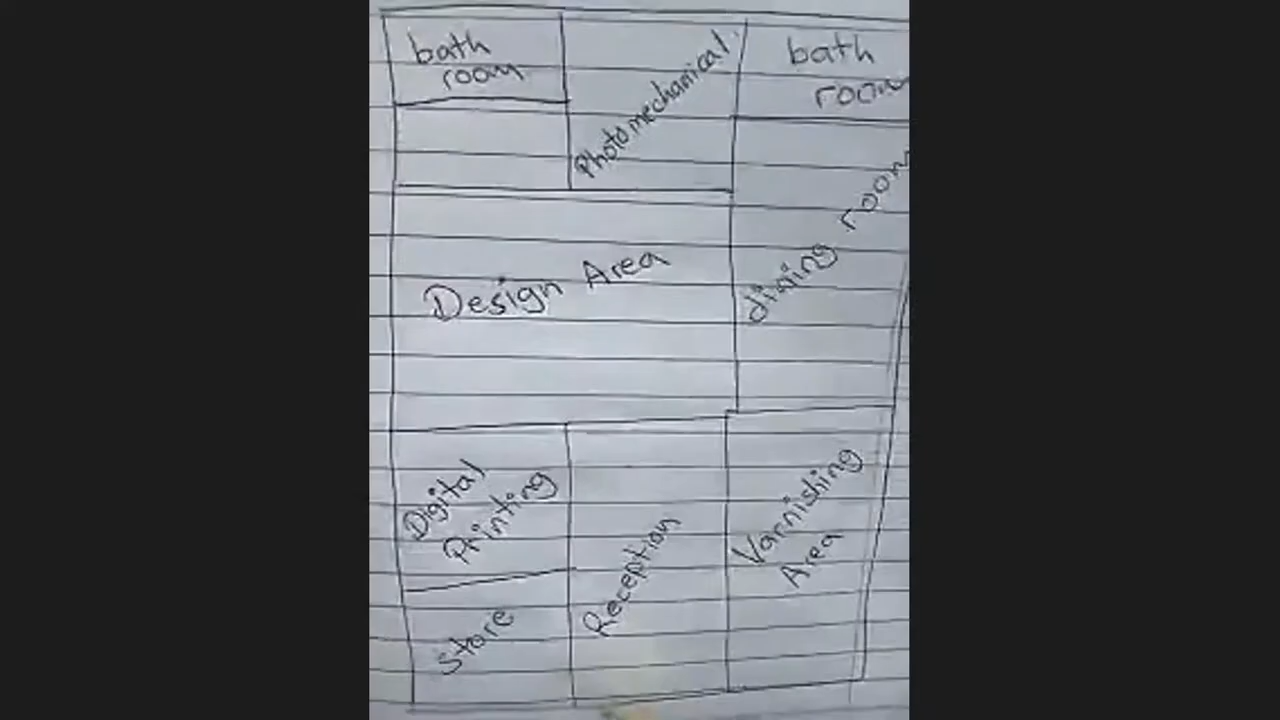 bath
room
Photomechanical.
bath
room
dining room
Design Area
Digital
Printing
Reception
Varnishing
Area
Store